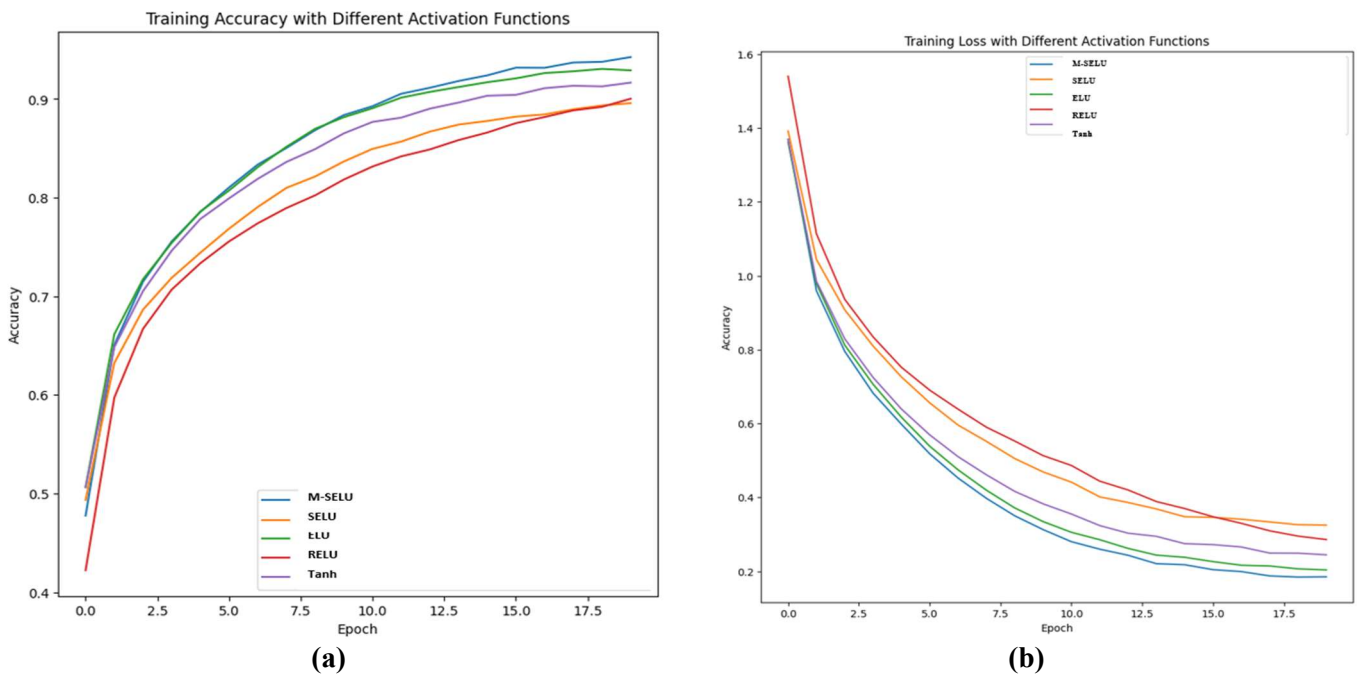 Training Accuracy with Different Activation Functions
Accuracy
0.9
0.8
0.7
0.6
0.5
0.4
M-SELU
SELU
ELU
RELU
Tanh
0.0 2.5 5.0 7.5 10.0 12.5 15.0 17.5
Epoch
(a)
Training Loss with Different Activation Functions
Accuracy
1.6
1.4
1.2
1.0
0.8
0.6
0.4
0.2
M-SELU
SELU
ELU
RELU
Tanh
0.0 2.5 5.0 7.5 10.0 12.5 15.0 17.5
Epoch
(b)